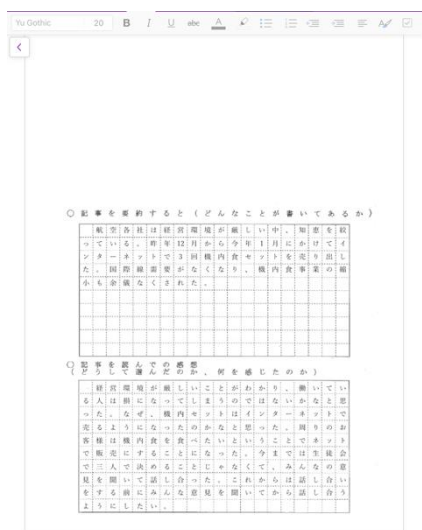 Yu Gothic 20 B I U abc A
○ 記事を要約すると(どんなことが書いてあるか)
航空各社は経営環境が厳しい中、知恵を絞
っている。昨年12月から今年1月にかけてイ
ンターネットで3回機内食セットを売り出し
た。国際線需要がなくなり、機内食事業の縮
小も余儀なくされた。
○ 記事を読んでの感想
(どうして選んだのか、何を感じたのか)
経営環境が厳しいことがわかり、働いてい
る人は損になってしまうのではないかなと思
った。なぜ、機内セットはインターネットで
売るようになったのかなと思った。周りのお
客様は機内食を食べたいということでネット
で販売にすることになった。今までは生徒会
で三人で決めることじゃなくて、みんなの意
見を聞いて話し合った。これからは話し合い
をする前にみんな意見を聞いてから話し合う
ようにしたい。